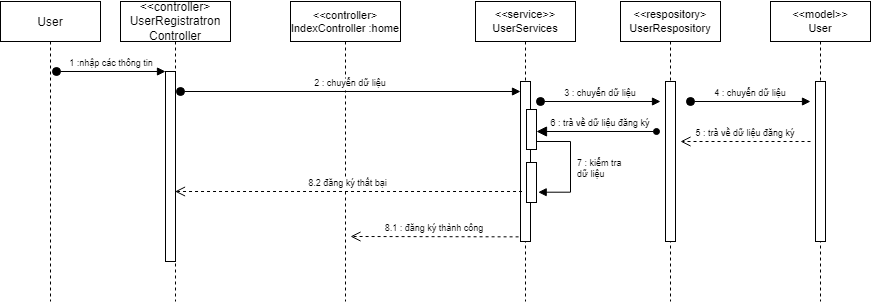 User
<<controller>
UserRegistratron
Controller
<<controller>
IndexController :home
<<service>>
UserServices
<<respository>
UserRespository
<<model>>
User
1 :nhập các thông tin
2 : chuyển dữ liệu
3 : chuyển dữ liệu
4 : chuyển dữ liệu
6 : trả về dữ liệu đăng ký
5 : trả về dữ liệu đăng ký
7 : kiểm tra
dữ liệu
8.2 đăng ký thất bại
8.1 : đăng ký thành công